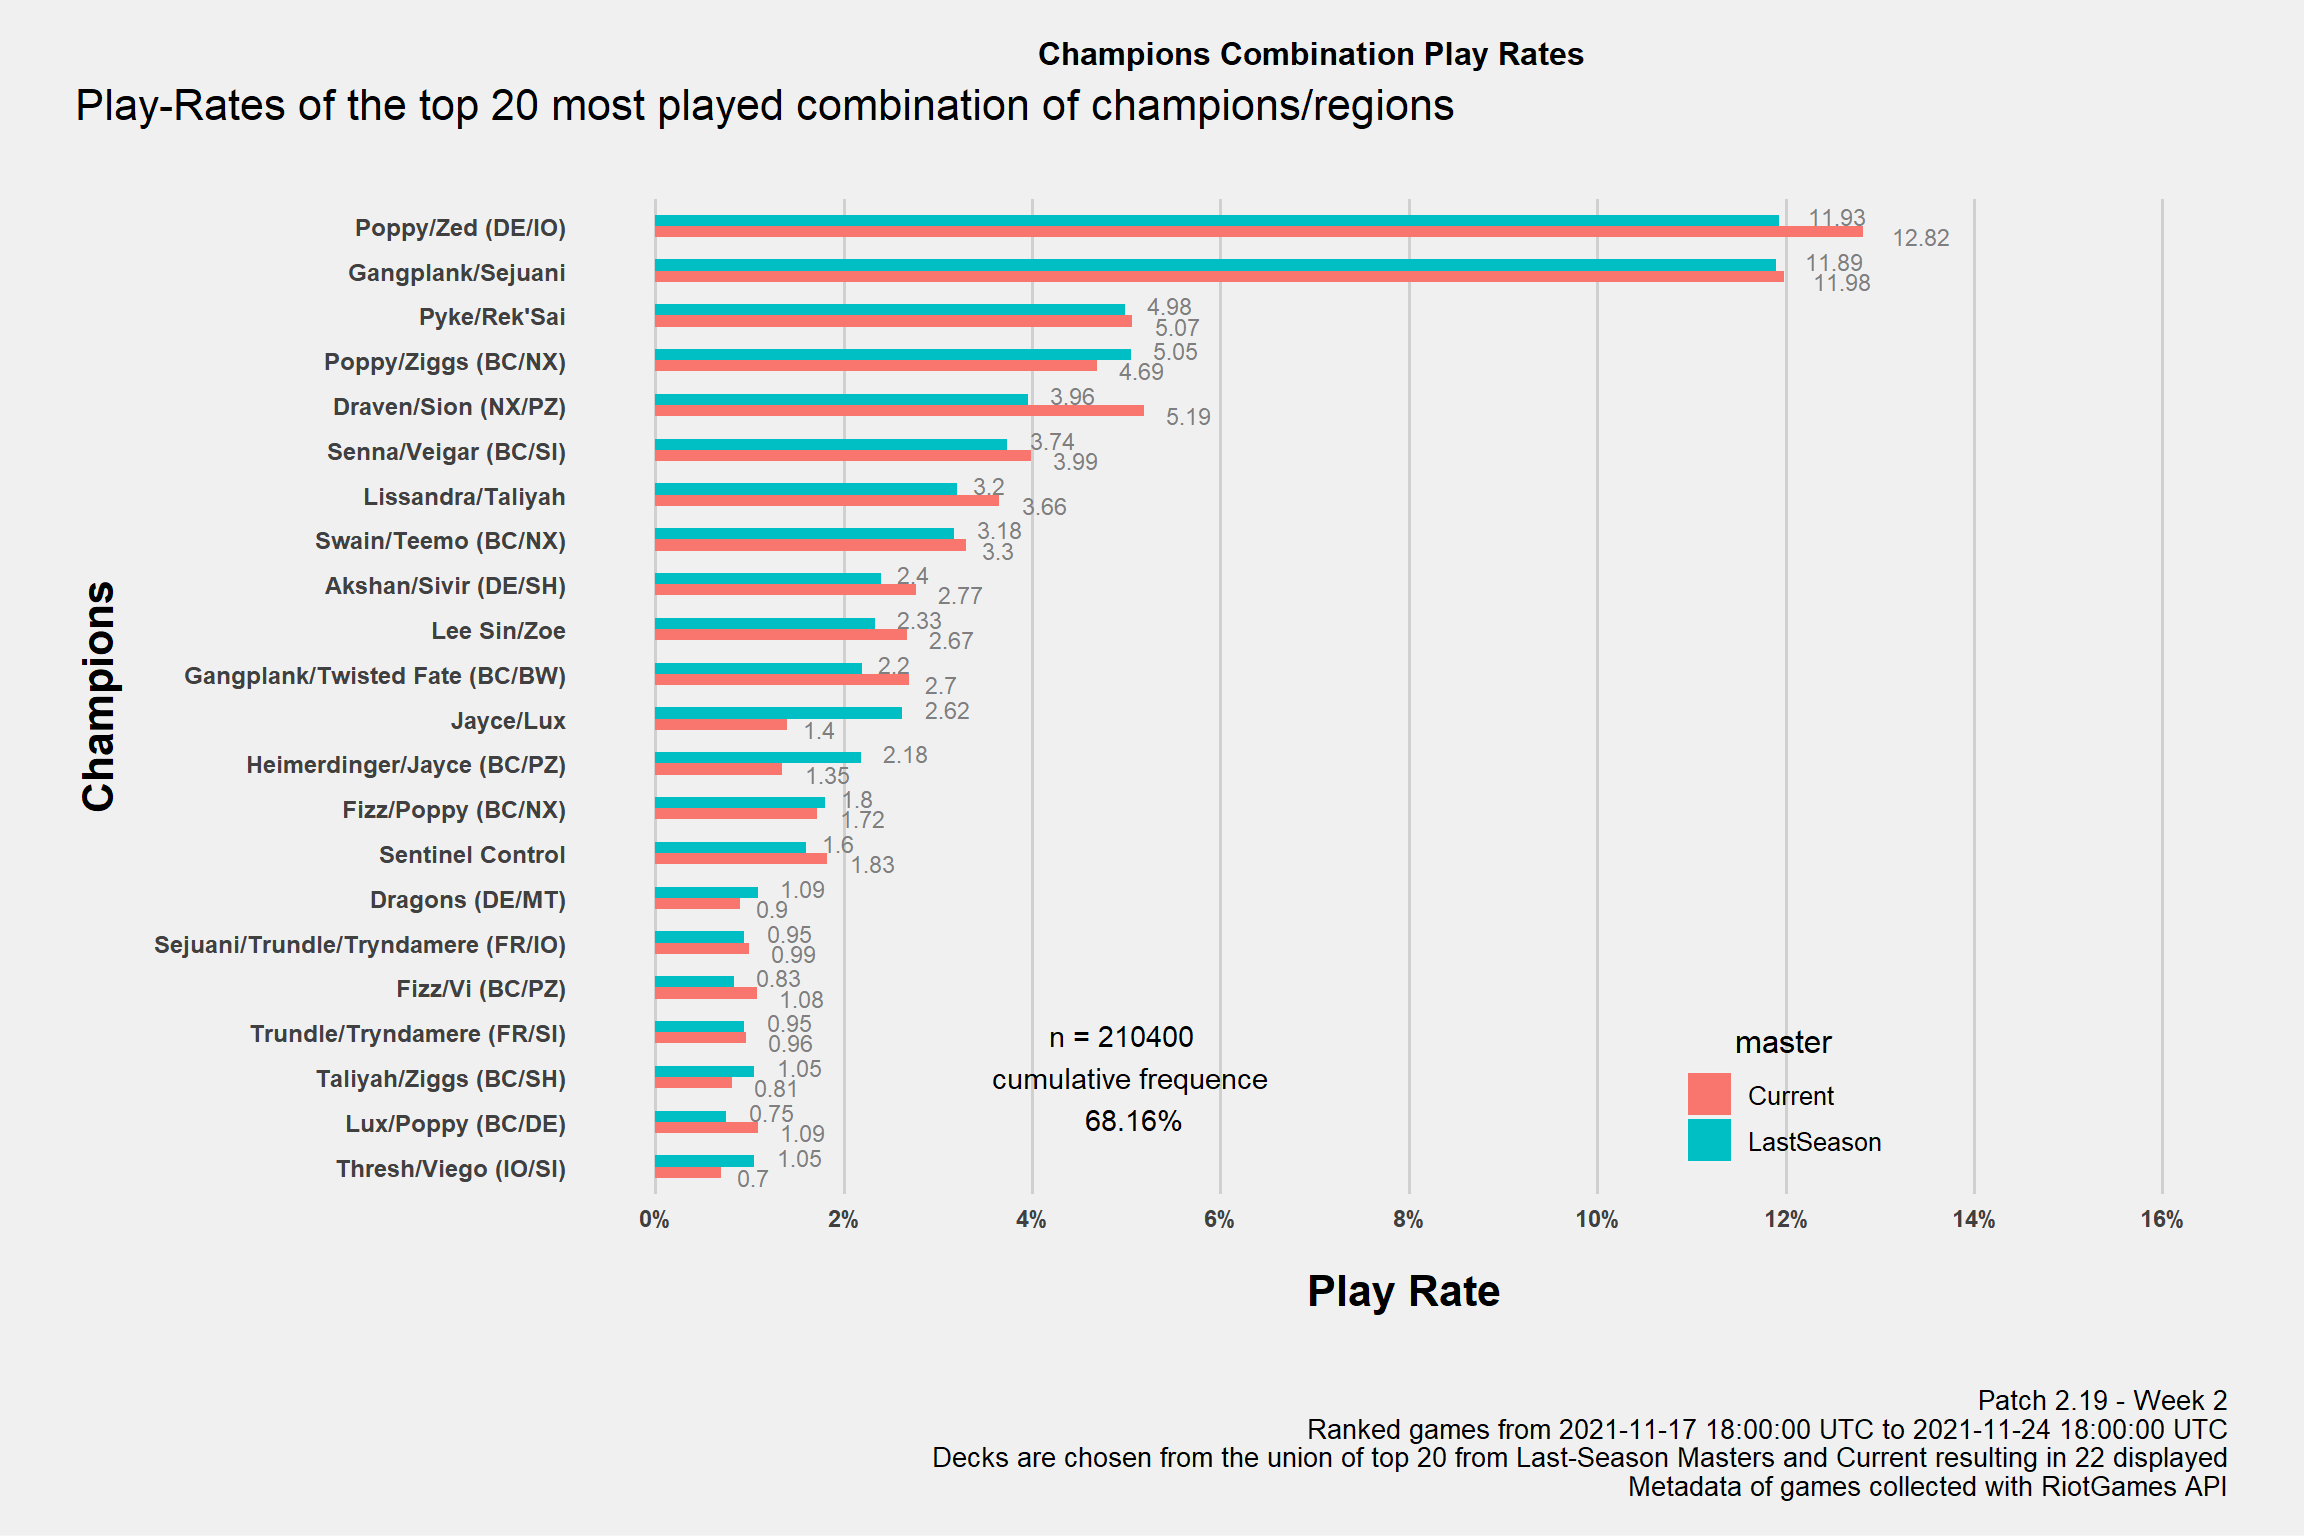 Champions Combination Play Rates
Play-Rates of the top 20 most played combination of champions/regions
Champions
Poppy/Zed (DE/IO)
11.93
12.82
Gangplank/Sejuani
11.89
11.98
Pyke/Rek'Sai
4.98
5.07
Poppy/Ziggs (BC/NX)
5.05
4.69
Draven/Sion (NX/PZ)
3.96
5.19
Senna/Veigar (BC/SI)
3.74
3.99
Lissandra/Taliyah
3.2
3.66
Swain/Teemo (BC/NX)
3.18
3.3
Akshan/Sivir (DE/SH)
2.4
2.77
Lee Sin/Zoe
2.33
2.67
Gangplank/Twisted Fate (BC/BW)
2.2
2.7
Jayce/Lux
2.62
1.4
Heimerdinger/Jayce (BC/PZ)
2.18
1.35
Fizz/Poppy (BC/NX)
1.8
1.72
Sentinel Control
1.6
1.83
Dragons (DE/MT)
1.09
0.9
Sejuani/Trundle/Tryndamere (FR/IO)
0.95
0.99
Fizz/Vi (BC/PZ)
0.83
1.08
Trundle/Tryndamere (FR/SI)
0.95
0.96
Taliyah/Ziggs (BC/SH)
1.05
0.81
Lux/Poppy (BC/DE)
0.75
1.09
Thresh/Viego (IO/SI)
1.05
0.7
n = 210400
cumulative frequence
68.16%
master
Current
LastSeason
0% 2% 4% 6% 8% 10% 12% 14% 16%
Play Rate
Patch 2.19 - Week 2
Ranked games from 2021-11-17 18:00:00 UTC to 2021-11-24 18:00:00 UTC
Decks are chosen from the union of top 20 from Last-Season Masters and Current resulting in 22 displayed
Metadata of games collected with RiotGames API